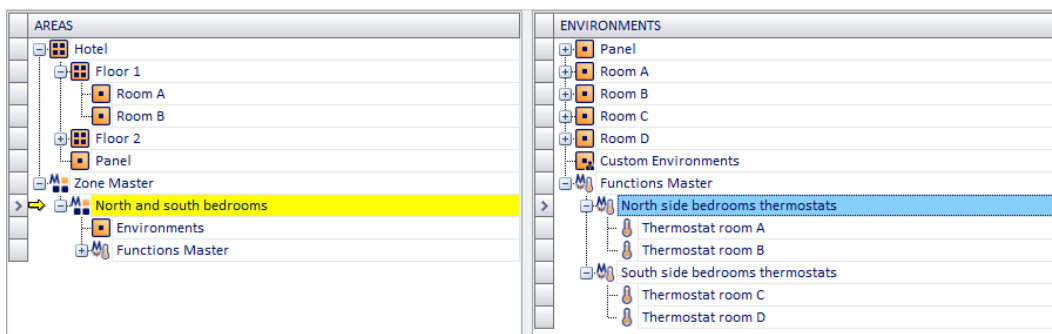 AREAS
Hotel
Floor 1
Room A
Room B
Floor 2
Panel
Zone Master
North and south bedrooms
Environments
Functions Master
ENVIRONMENTS
Panel
Room A
Room B
Room C
Room D
Custom Environments
Functions Master
North side bedrooms thermostats
Thermostat room A
Thermostat room B
South side bedrooms thermostats
Thermostat room C
Thermostat room D